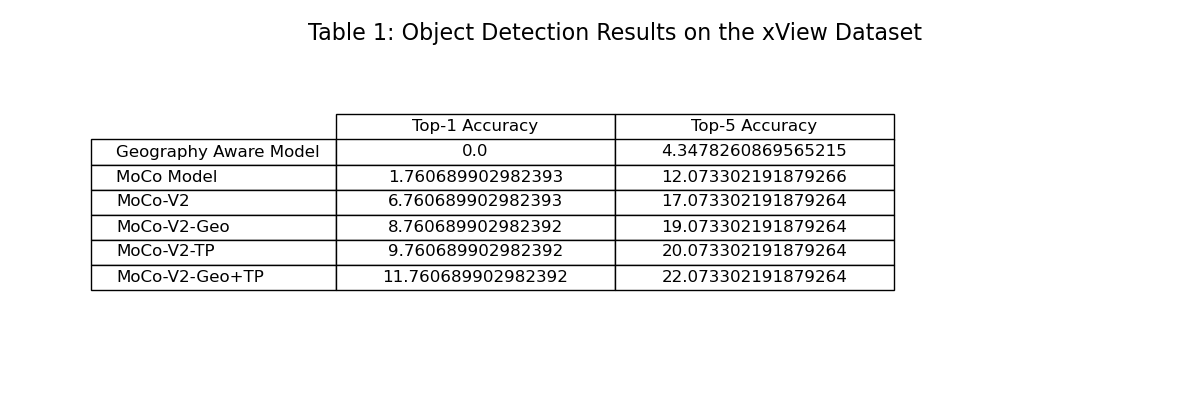 Table 1: Object Detection Results on the xView Dataset
Top-1 Accuracy Top-5 Accuracy
Geography Aware Model 0.0 4.3478260869565215
MoCo Model 1.760689902982393 12.073302191879266
MoCo-V2 6.760689902982393 17.073302191879264
MoCo-V2-Geo 8.760689902982392 19.073302191879264
MoCo-V2-TP 9.760689902982392 20.073302191879264
MoCo-V2-Geo+TP 11.760689902982392 22.073302191879264